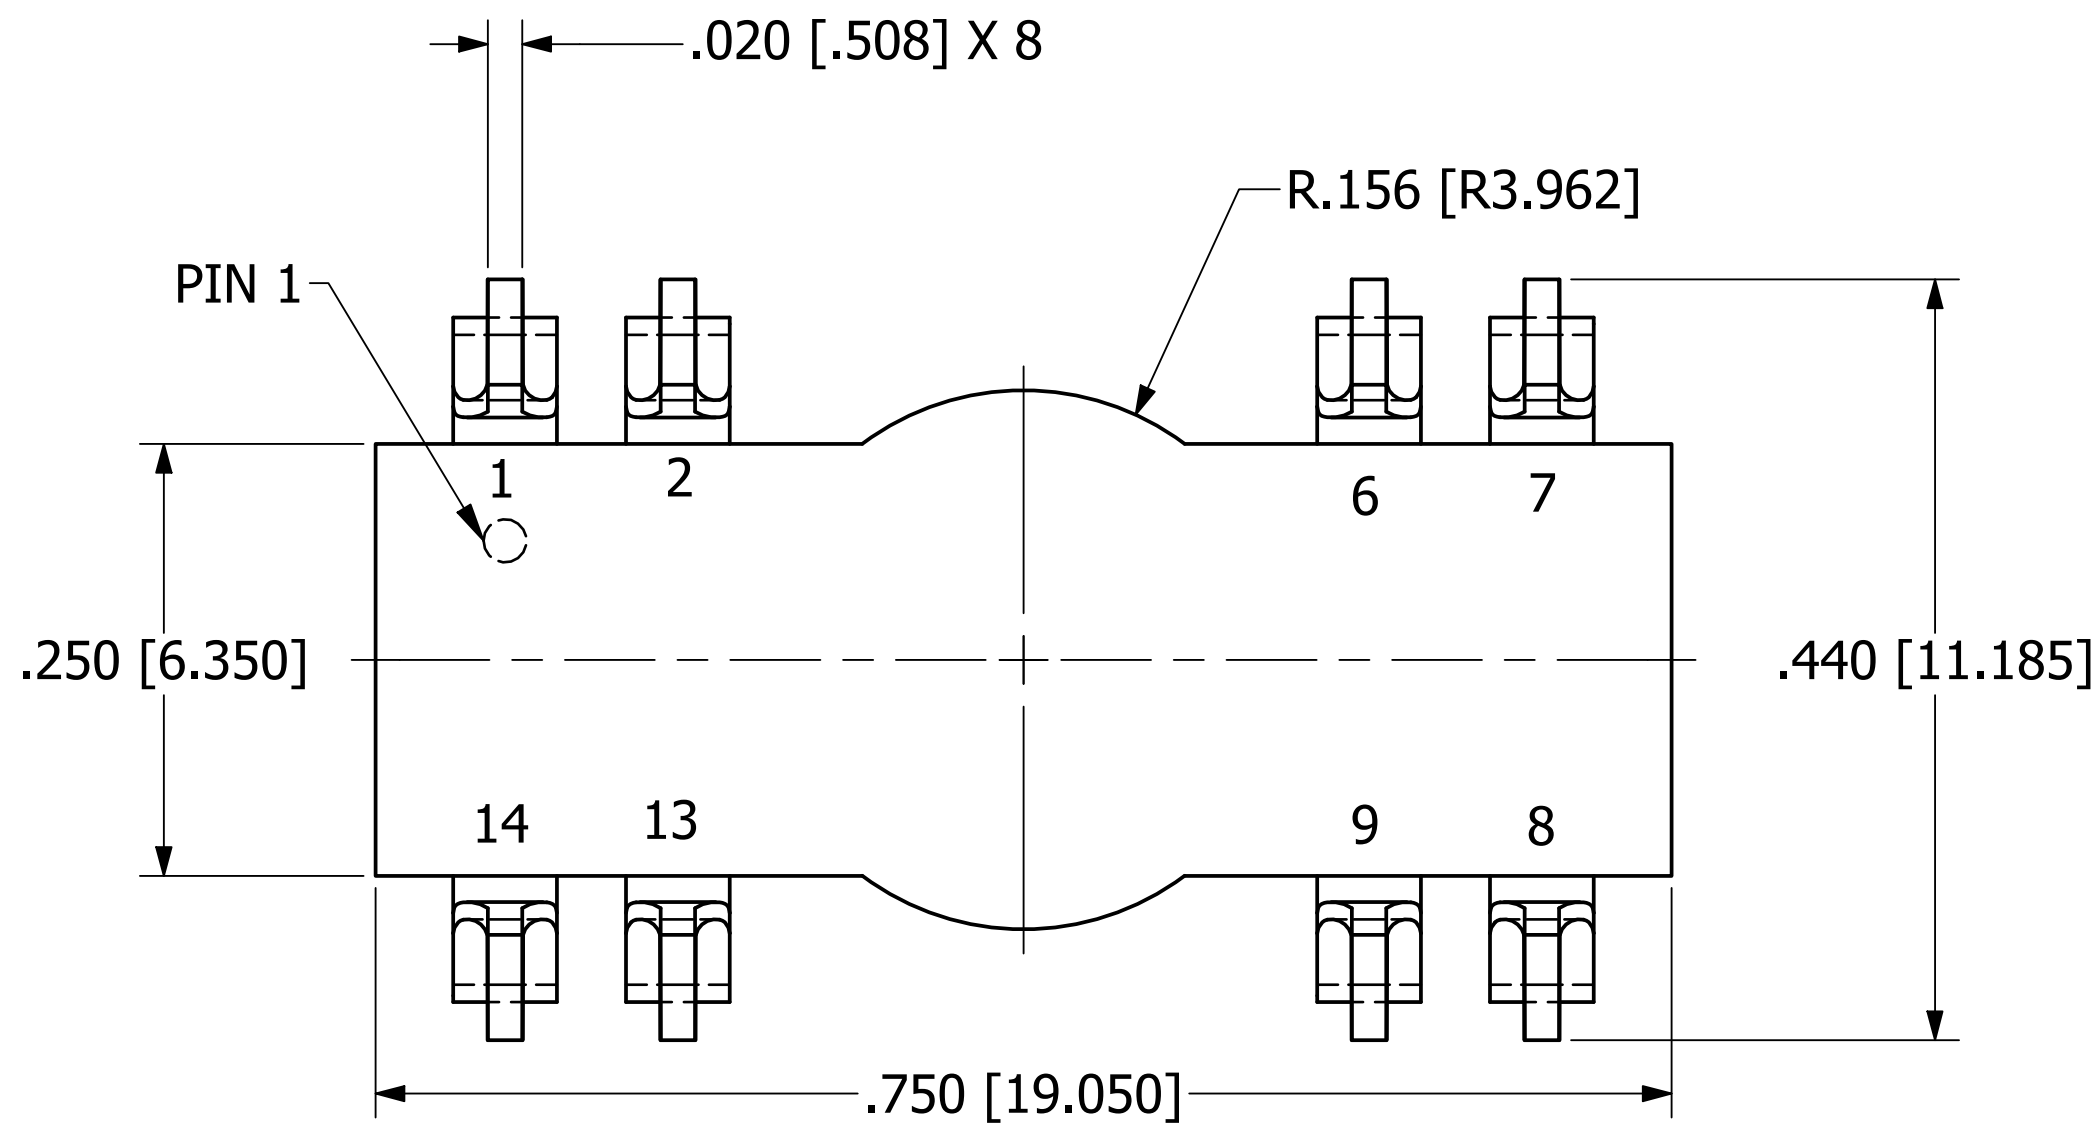 .020 [.508] X 8
R.156 [R3.962]
PIN 1
1 2 6 7
.250 [6.350]
.440 [11.185]
14 13 9 8
.750 [19.050]